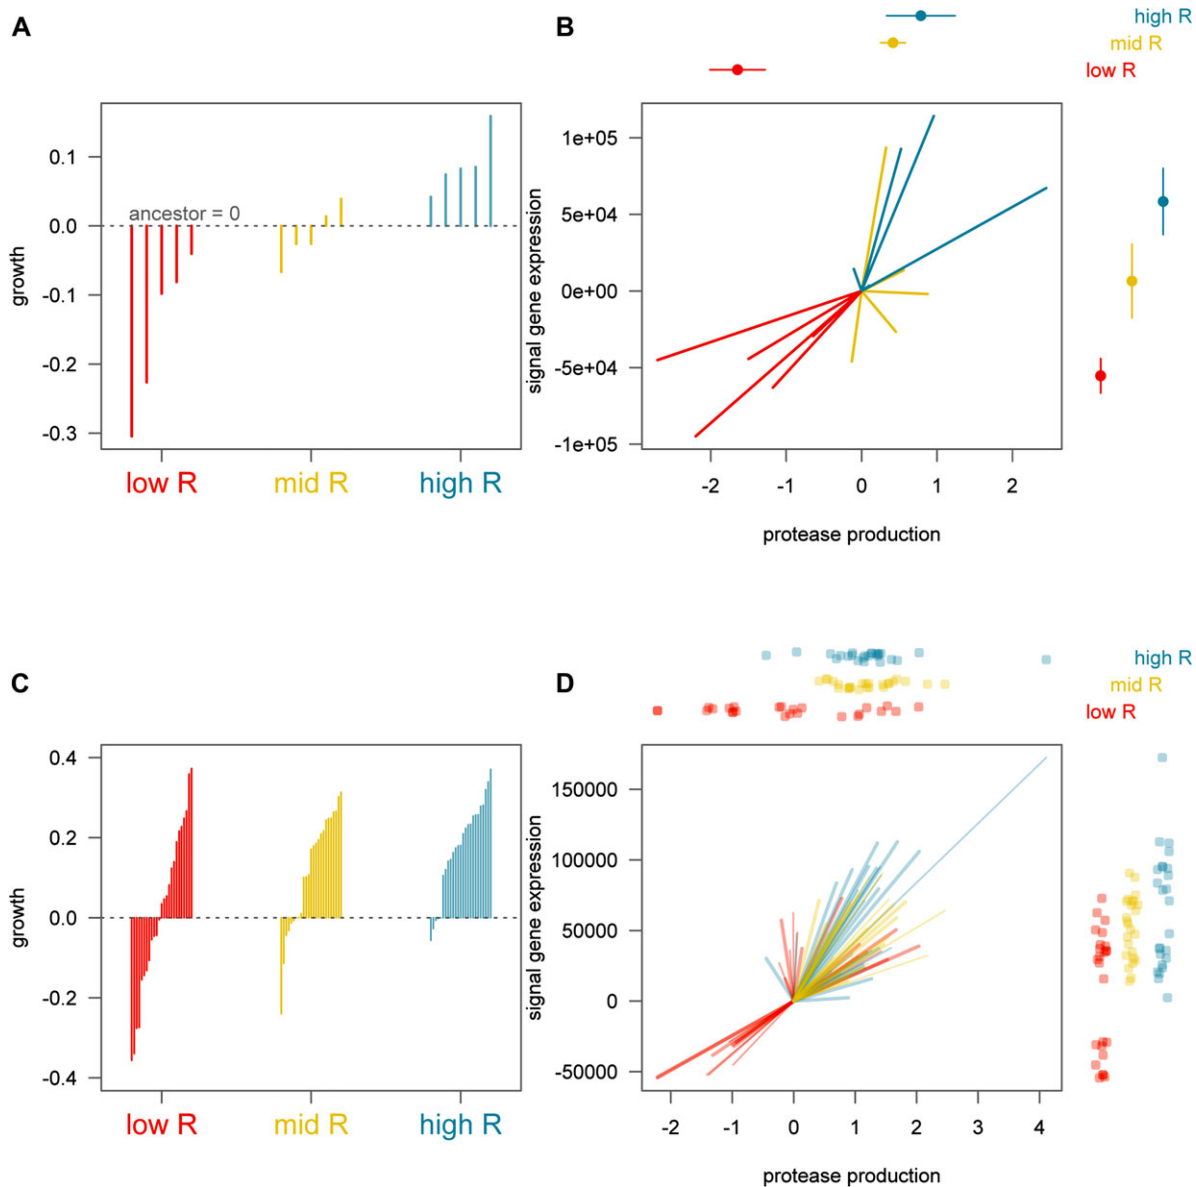 A
B
high R
mid R
low R
growth
0.1
0.0
-0.1
-0.2
-0.3
ancestor = 0
low R
mid R
high R
signal gene expression
1e+05
5e+04
0e+00
-5e+04
-1e+05
-2
-1
0
1
2
protease production
C
D
high R
mid R
low R
growth
0.4
0.2
0.0
-0.2
-0.4
low R
mid R
high R
signal gene expression
150000
100000
50000
0
-50000
-2
-1
0
1
2
3
4
protease production